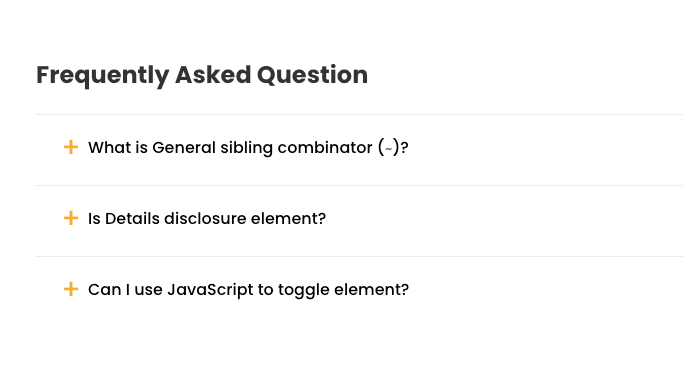 Frequently Asked Question
What is General sibling combinator (~)?
Is Details disclosure element?
Can I use JavaScript to toggle element?